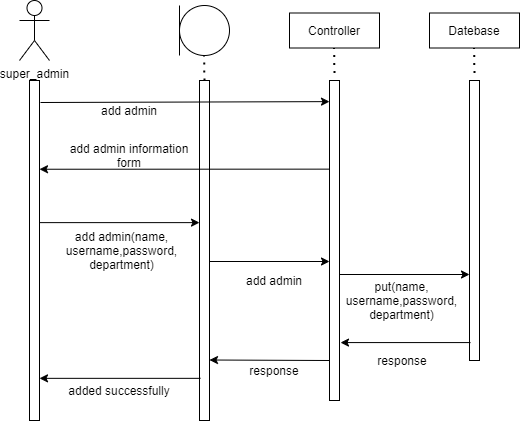 super_admin
Controller
Datebase
add admin
add admin information
form
add admin(name,
username,password,
department)
add admin
put(name,
username,password,
department)
response
response
added successfully